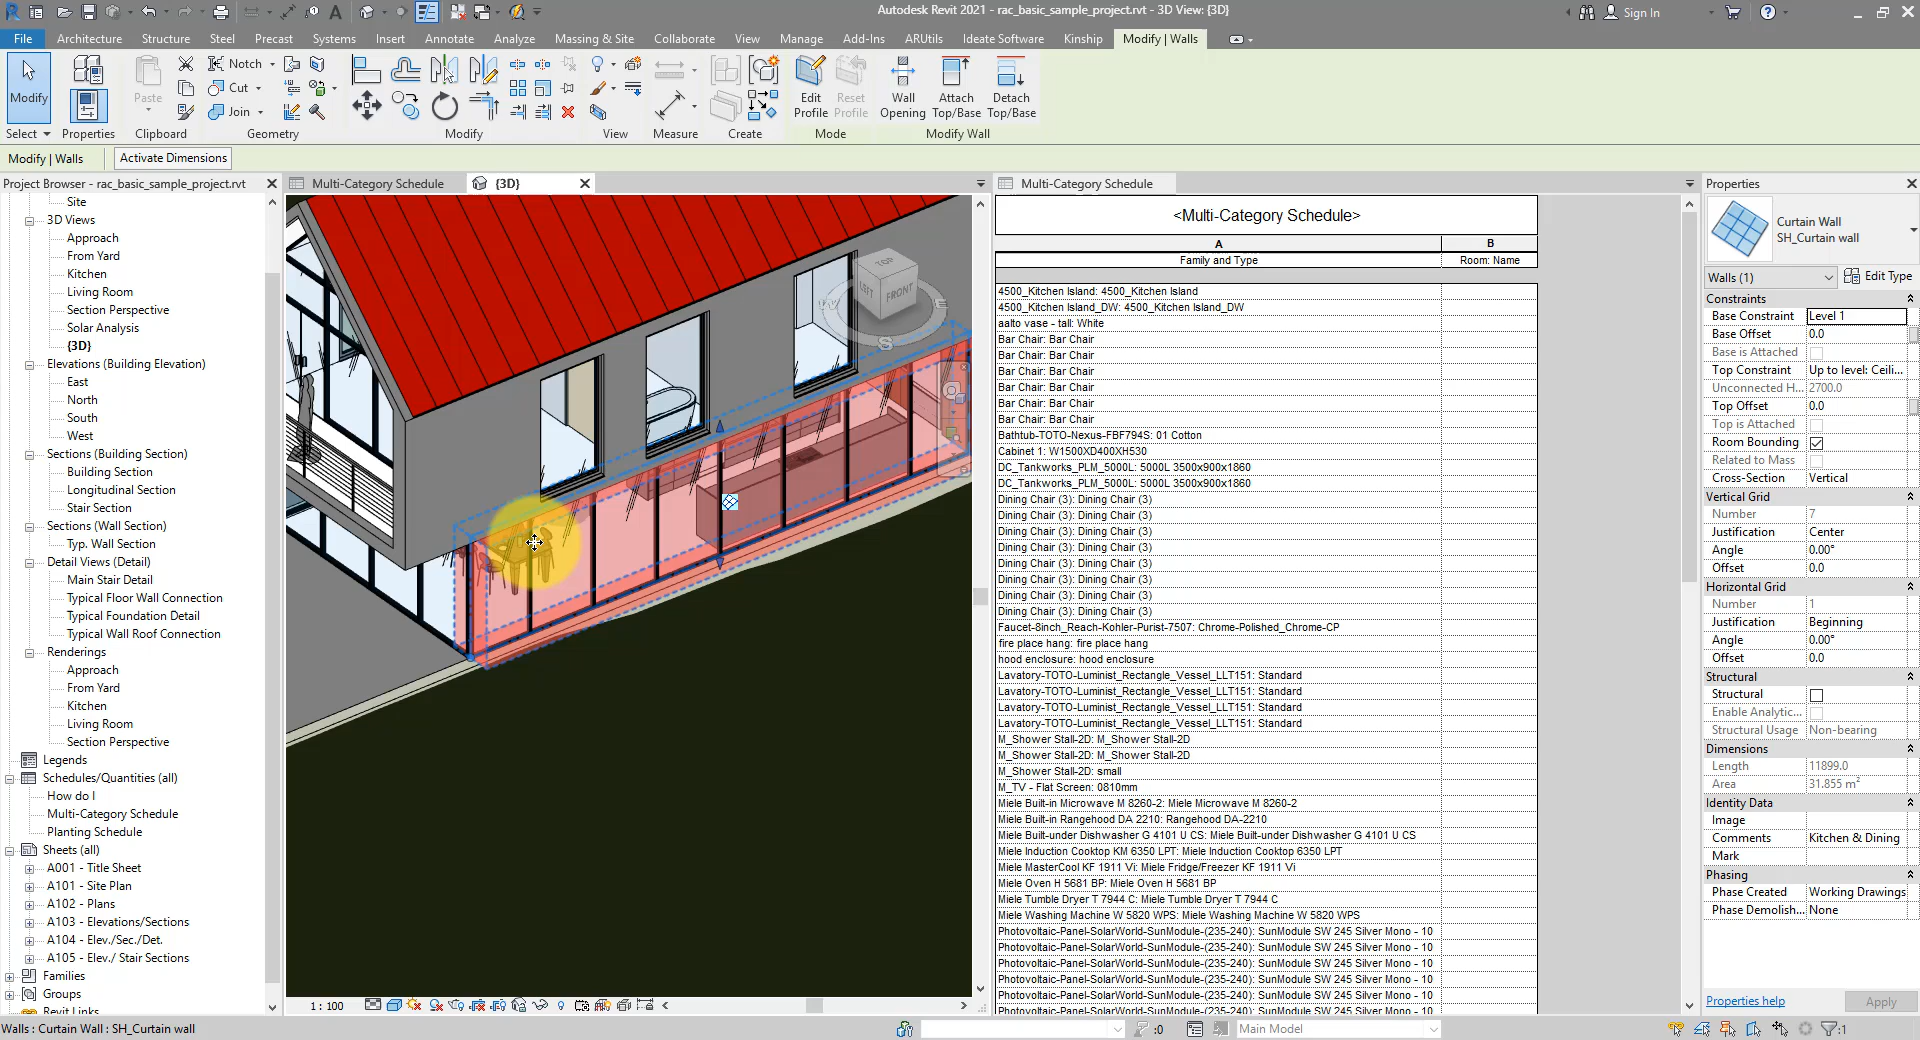 Autodesk Revit 2021 - rac_basic_sample_project.rvt - 3D View: {3D}
Sign In
File
Architecture
Structure
Steel
Precast
Systems
Insert
Annotate
Analyze
Massing & Site
Collaborate
View
Manage
Add-Ins
ARUtils
Ideate Software
Kinship
Modify | Walls
Modify
Paste
Notch
Cut
Join
Edit
Profile
Reset
Profile
Wall
Opening
Attach
Top/Base
Detach
Top/Base
Select
Properties
Clipboard
Geometry
Modify
View
Measure
Create
Mode
Modify Wall
Modify | Walls
Activate Dimensions
Project Browser - rac_basic_sample_project.rvt
Site
3D Views
Approach
From Yard
Kitchen
Living Room
Section Perspective
Solar Analysis
{3D}
Elevations (Building Elevation)
East
North
South
West
Sections (Building Section)
Building Section
Longitudinal Section
Stair Section
Sections (Wall Section)
Typ. Wall Section
Detail Views (Detail)
Main Stair Detail
Typical Floor Wall Connection
Typical Foundation Detail
Typical Wall Roof Connection
Renderings
Approach
From Yard
Kitchen
Living Room
Section Perspective
Legends
Schedules/Quantities (all)
How do I
Multi-Category Schedule
Planting Schedule
Sheets (all)
A001 - Title Sheet
A101 - Site Plan
A102 - Plans
A103 - Elevations/Sections
A104 - Elev./Sec./Det.
A105 - Elev./ Stair Sections
Families
Groups
Revit Links
Multi-Category Schedule
{3D}
TOP
LEFT
FRONT
S
E
1 : 100
Multi-Category Schedule
<Multi-Category Schedule>
A B
Family and Type Room: Name
4500_Kitchen Island: 4500_Kitchen Island
4500_Kitchen Island_DW: 4500_Kitchen Island_DW
aalto vase - tall: White
Bar Chair: Bar Chair
Bar Chair: Bar Chair
Bar Chair: Bar Chair
Bar Chair: Bar Chair
Bar Chair: Bar Chair
Bar Chair: Bar Chair
Bathtub-TOTO-Nexus-FBF794S: 01 Cotton
Cabinet 1: W1500XD400XH530
DC_Tankworks_PLM_5000L: 5000L 3500x900x1860
DC_Tankworks_PLM_5000L: 5000L 3500x900x1860
Dining Chair (3): Dining Chair (3)
Dining Chair (3): Dining Chair (3)
Dining Chair (3): Dining Chair (3)
Dining Chair (3): Dining Chair (3)
Dining Chair (3): Dining Chair (3)
Dining Chair (3): Dining Chair (3)
Dining Chair (3): Dining Chair (3)
Dining Chair (3): Dining Chair (3)
Faucet-8inch_Reach-Kohler-Purist-7507: Chrome-Polished_Chrome-CP
fire place hang: fire place hang
hood enclosure: hood enclosure
Lavatory-TOTO-Luminist_Rectangle_Vessel_LLT151: Standard
Lavatory-TOTO-Luminist_Rectangle_Vessel_LLT151: Standard
Lavatory-TOTO-Luminist_Rectangle_Vessel_LLT151: Standard
Lavatory-TOTO-Luminist_Rectangle_Vessel_LLT151: Standard
M_Shower Stall-2D: M_Shower Stall-2D
M_Shower Stall-2D: M_Shower Stall-2D
M_Shower Stall-2D: small
M_TV - Flat Screen: 0810mm
Miele Built-in Microwave M 8260-2: Miele Microwave M 8260-2
Miele Built-in Rangehood DA 2210: Rangehood DA-2210
Miele Built-under Dishwasher G 4101 U CS: Miele Built-under Dishwasher G 4101 U CS
Miele Induction Cooktop KM 6350 LPT: Miele Induction Cooktop 6350 LPT
Miele MasterCool KF 1911 Vi: Miele Fridge/Freezer KF 1911 Vi
Miele Oven H 5681 BP: Miele Oven H 5681 BP
Miele Tumble Dryer T 7944 C: Miele Tumble Dryer T 7944 C
Miele Washing Machine W 5820 WPS: Miele Washing Machine W 5820 WPS
Photovoltaic-Panel-SolarWorld-SunModule-(235-240): SunModule SW 245 Silver Mono - 10
Photovoltaic-Panel-SolarWorld-SunModule-(235-240): SunModule SW 245 Silver Mono - 10
Photovoltaic-Panel-SolarWorld-SunModule-(235-240): SunModule SW 245 Silver Mono - 10
Photovoltaic-Panel-SolarWorld-SunModule-(235-240): SunModule SW 245 Silver Mono - 10
Photovoltaic-Panel-SolarWorld-SunModule-(235-240): SunModule SW 245 Silver Mono - 10
Photovoltaic-Panel-SolarWorld-SunModule-(235-240): SunModule SW 245 Silver Mono - 10
Properties
Curtain Wall
SH_Curtain wall
Walls (1)
Edit Type
Constraints
Base Constraint Level 1
Base Offset 0.0
Base is Attached
Top Constraint Up to level: Ceili...
Unconnected H... 2700.0
Top Offset 0.0
Top is Attached
Room Bounding
Related to Mass
Cross-Section Vertical
Vertical Grid
Number 7
Justification Center
Angle 0.00°
Offset 0.0
Horizontal Grid
Number 1
Justification Beginning
Angle 0.00°
Offset 0.0
Structural
Structural
Enable Analytic...
Structural Usage Non-bearing
Dimensions
Length 11899.0
Area 31.855 m²
Identity Data
Image
Comments Kitchen & Dining
Mark
Phasing
Phase Created Working Drawings
Phase Demolish... None
Properties help
Apply
Walls : Curtain Wall : SH_Curtain wall
:0
Main Model
:1